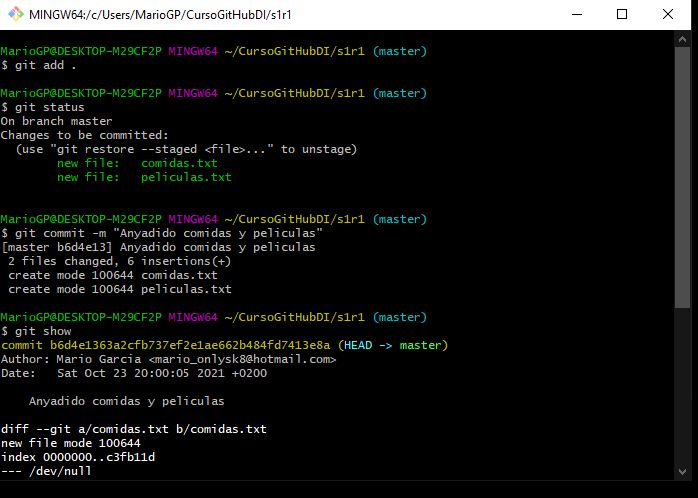 MINGW64:/c/Users/MarioGP/CursoGitHubDI/s1r1
MarioGP@DESKTOP-M29CF2P MINGW64 ~/CursoGitHubDI/s1r1 (master)
$ git add .
MarioGP@DESKTOP-M29CF2P MINGW64 ~/CursoGitHubDI/s1r1 (master)
$ git status
On branch master
Changes to be committed:
  (use "git restore --staged <file>..." to unstage)
        new file:   comidas.txt
        new file:   peliculas.txt
MarioGP@DESKTOP-M29CF2P MINGW64 ~/CursoGitHubDI/s1r1 (master)
$ git commit -m "Anyadido comidas y peliculas"
[master b6d4e13] Anyadido comidas y peliculas
 2 files changed, 6 insertions(+)
 create mode 100644 comidas.txt
 create mode 100644 peliculas.txt
MarioGP@DESKTOP-M29CF2P MINGW64 ~/CursoGitHubDI/s1r1 (master)
$ git show
commit b6d4e1363a2cfb737ef2e1ae662b484fd7413e8a (HEAD -> master)
Author: Mario Garcia <mario_onlysk8@hotmail.com>
Date:   Sat Oct 23 20:00:05 2021 +0200
    Anyadido comidas y peliculas
diff --git a/comidas.txt b/comidas.txt
new file mode 100644
index 0000000..c3fb11d
--- /dev/null